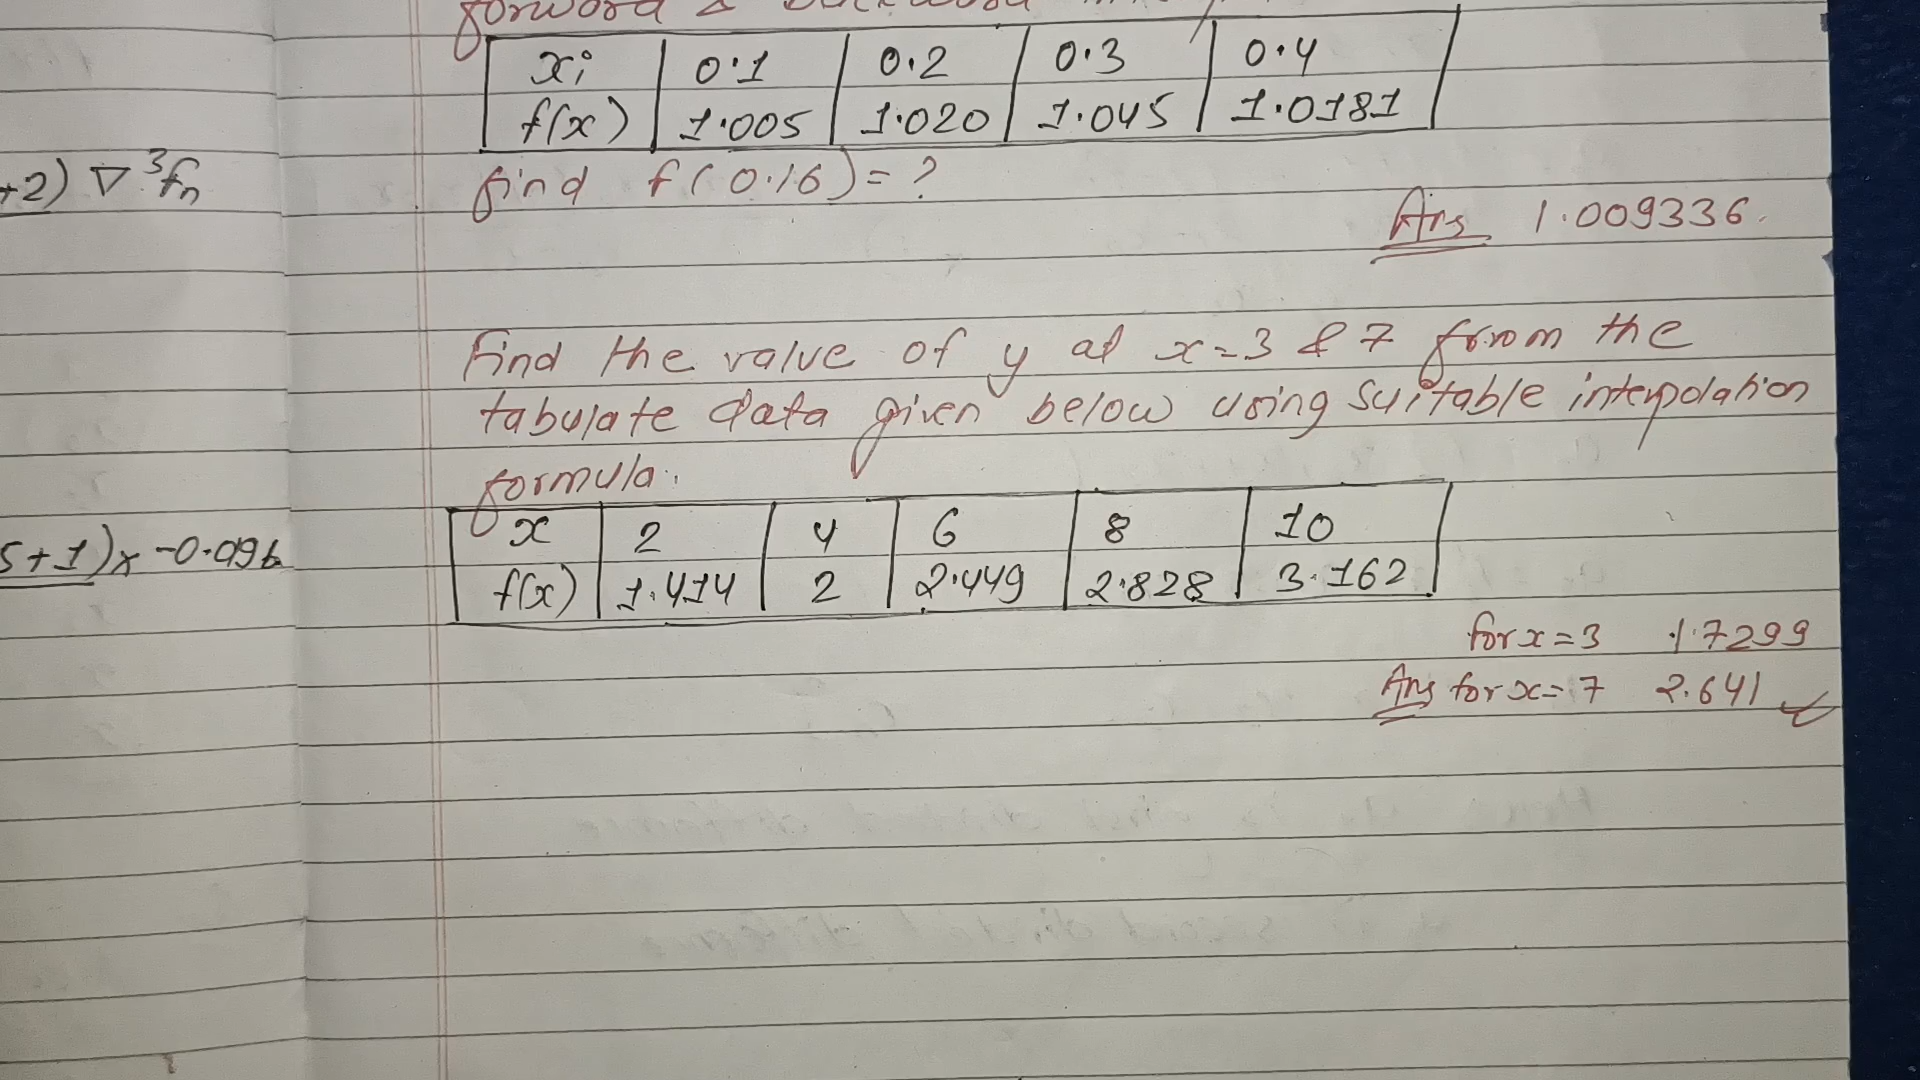 forword &
xi 0.1 0.2 0.3 0.4
f(x) 1.005 1.020 1.045 1.0181
find f(0.16)=?
Ans 1.009336.
+2) ∇³fn
Find the value of y at x=3 & 7 from the
tabulate data given below using suitable interpolation
formula.
x 2 4 6 8 10
f(x) 1.414 2 2.449 2.828 3.162
s+1)x -0.096
for x=3 1.7299
Ans for x=7 2.641